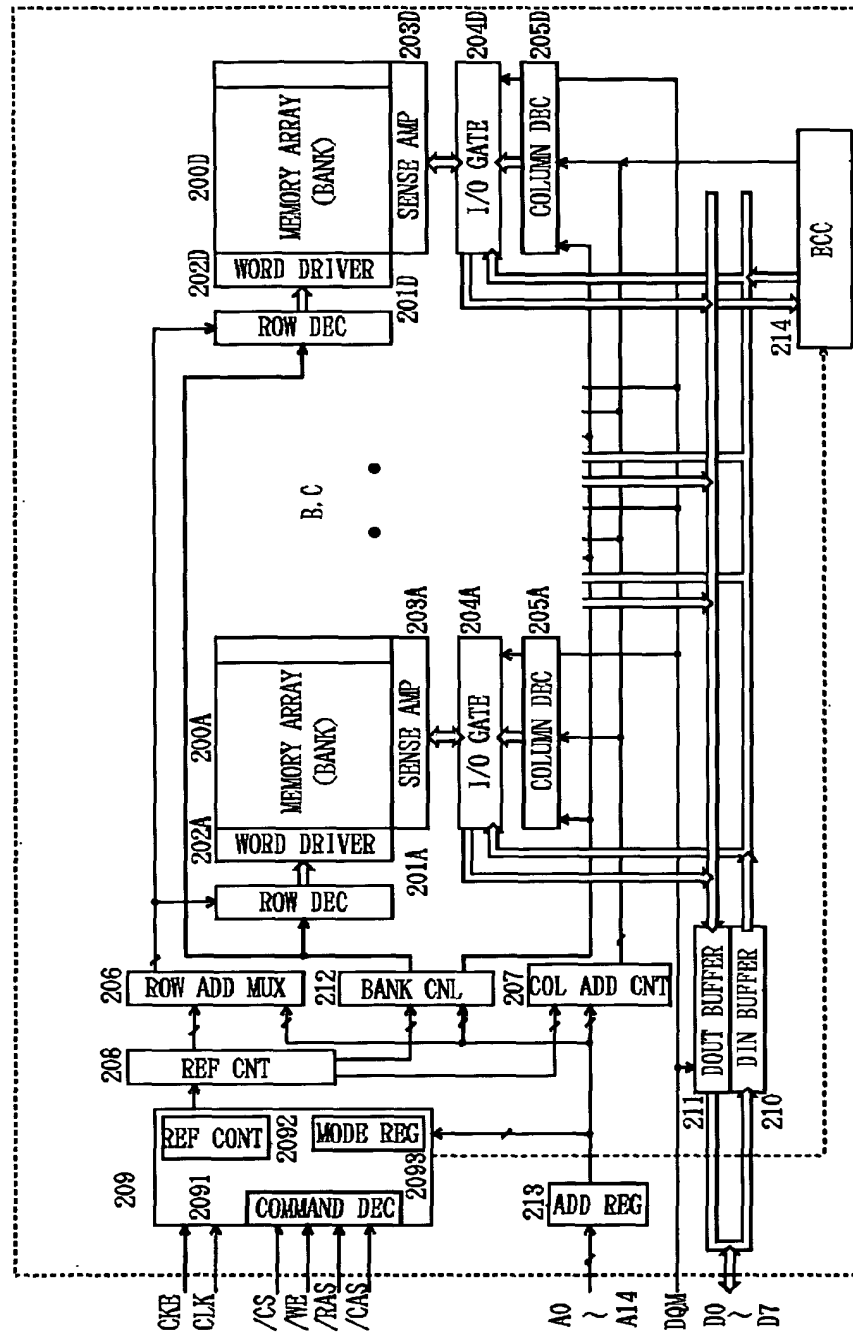 CKE
CLK
/CS
/WE
/RAS
/CAS
A0
~
A14
DQM
D0
~
D7
209
2091
COMMAND DEC
REF CONT
2092
MODE REG
2093
213
ADD REG
208
REF CNT
206
ROW ADD MUX
212
BANK CNL
207
COL ADD CNT
211
DOUT BUFFER
DIN BUFFER
210
ROW DEC
201A
202A
WORD DRIVER
200A
MEMORY ARRAY
(BANK)
SENSE AMP
203A
I/O GATE
204A
COLUMN DEC
205A
B,C
ROW DEC
201D
202D
WORD DRIVER
200D
MEMORY ARRAY
(BANK)
SENSE AMP
203D
I/O GATE
204D
COLUMN DEC
205D
214
ECC